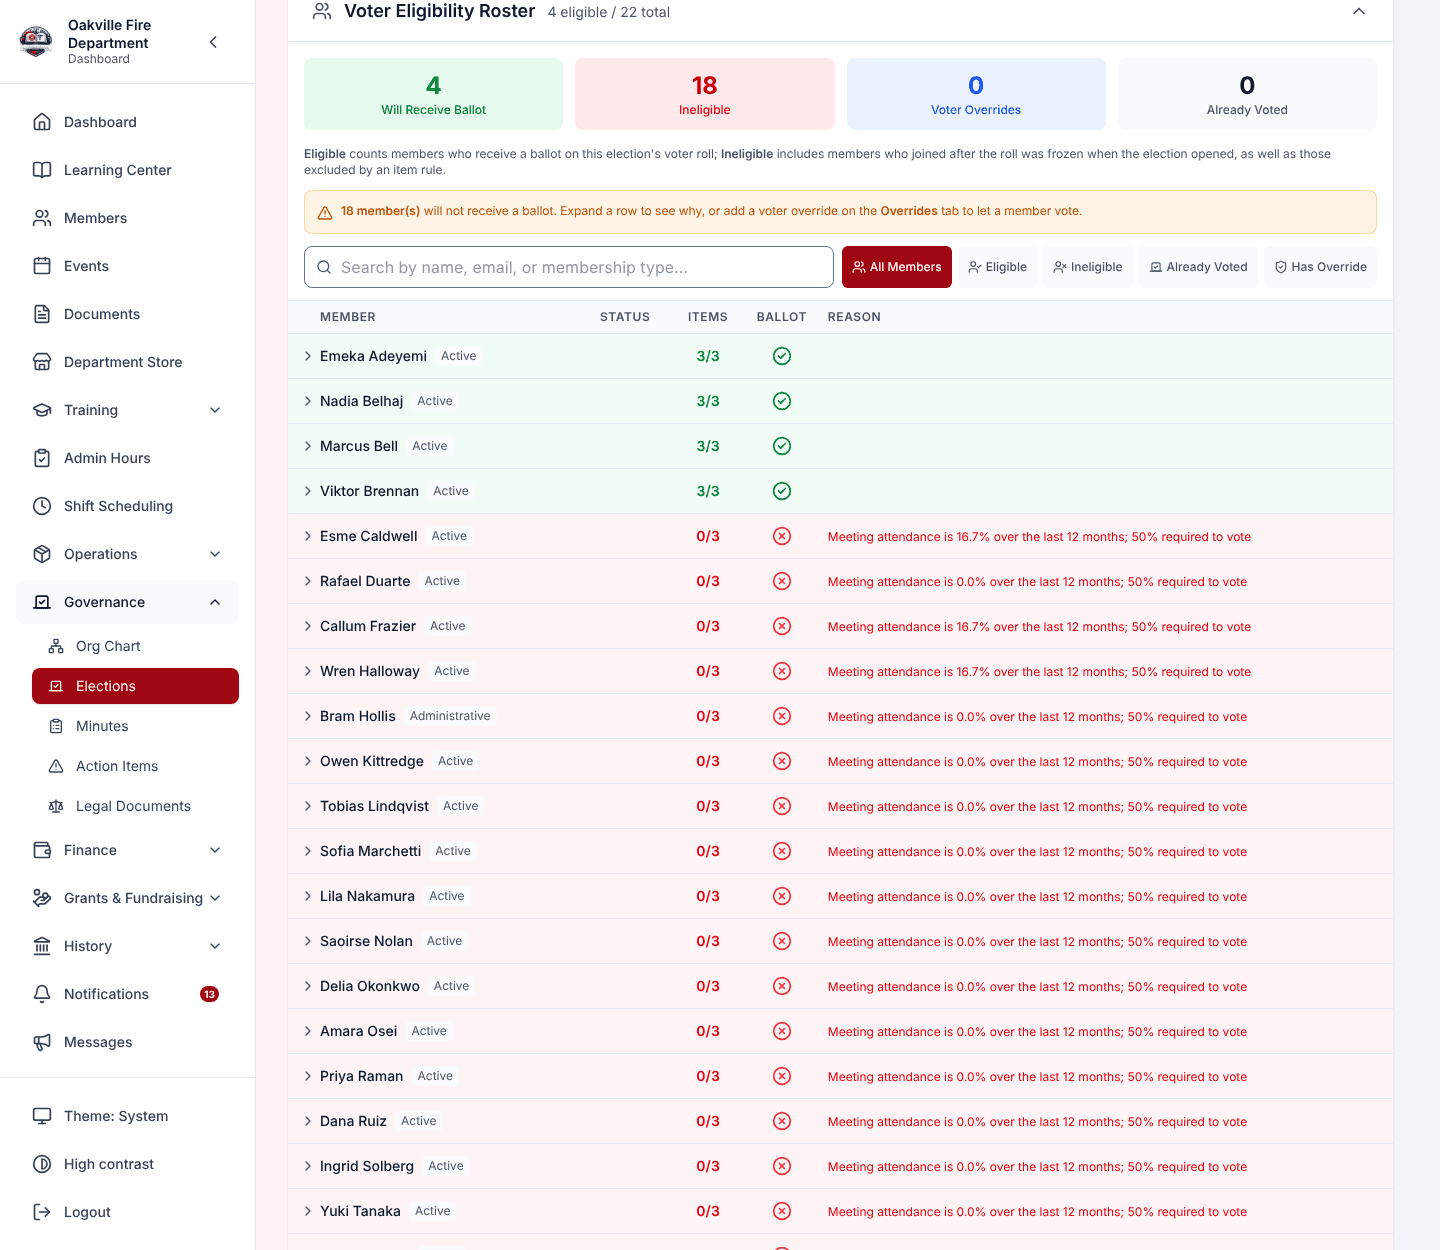 Oakville Fire
Department
Dashboard
Dashboard
Learning Center
Members
Events
Documents
Department Store
Training
Admin Hours
Shift Scheduling
Operations
Governance
Org Chart
Elections
Minutes
Action Items
Legal Documents
Finance
Grants & Fundraising
History
Notifications 13
Messages
Theme: System
High contrast
Logout
Voter Eligibility Roster 4 eligible / 22 total
4
Will Receive Ballot
18
Ineligible
0
Voter Overrides
0
Already Voted
Eligible counts members who receive a ballot on this election's voter roll; Ineligible includes members who joined after the roll was frozen when the election opened, as well as those
excluded by an item rule.
18 member(s) will not receive a ballot. Expand a row to see why, or add a voter override on the Overrides tab to let a member vote.
Search by name, email, or membership type...
All Members Eligible Ineligible Already Voted Has Override
MEMBER STATUS ITEMS BALLOT REASON
Emeka Adeyemi Active 3/3
Nadia Belhaj Active 3/3
Marcus Bell Active 3/3
Viktor Brennan Active 3/3
Esme Caldwell Active 0/3 Meeting attendance is 16.7% over the last 12 months; 50% required to vote
Rafael Duarte Active 0/3 Meeting attendance is 0.0% over the last 12 months; 50% required to vote
Callum Frazier Active 0/3 Meeting attendance is 16.7% over the last 12 months; 50% required to vote
Wren Halloway Active 0/3 Meeting attendance is 16.7% over the last 12 months; 50% required to vote
Bram Hollis Administrative 0/3 Meeting attendance is 0.0% over the last 12 months; 50% required to vote
Owen Kittredge Active 0/3 Meeting attendance is 0.0% over the last 12 months; 50% required to vote
Tobias Lindqvist Active 0/3 Meeting attendance is 0.0% over the last 12 months; 50% required to vote
Sofia Marchetti Active 0/3 Meeting attendance is 0.0% over the last 12 months; 50% required to vote
Lila Nakamura Active 0/3 Meeting attendance is 0.0% over the last 12 months; 50% required to vote
Saoirse Nolan Active 0/3 Meeting attendance is 0.0% over the last 12 months; 50% required to vote
Delia Okonkwo Active 0/3 Meeting attendance is 0.0% over the last 12 months; 50% required to vote
Amara Osei Active 0/3 Meeting attendance is 0.0% over the last 12 months; 50% required to vote
Priya Raman Active 0/3 Meeting attendance is 0.0% over the last 12 months; 50% required to vote
Dana Ruiz Active 0/3 Meeting attendance is 0.0% over the last 12 months; 50% required to vote
Ingrid Solberg Active 0/3 Meeting attendance is 0.0% over the last 12 months; 50% required to vote
Yuki Tanaka Active 0/3 Meeting attendance is 0.0% over the last 12 months; 50% required to vote